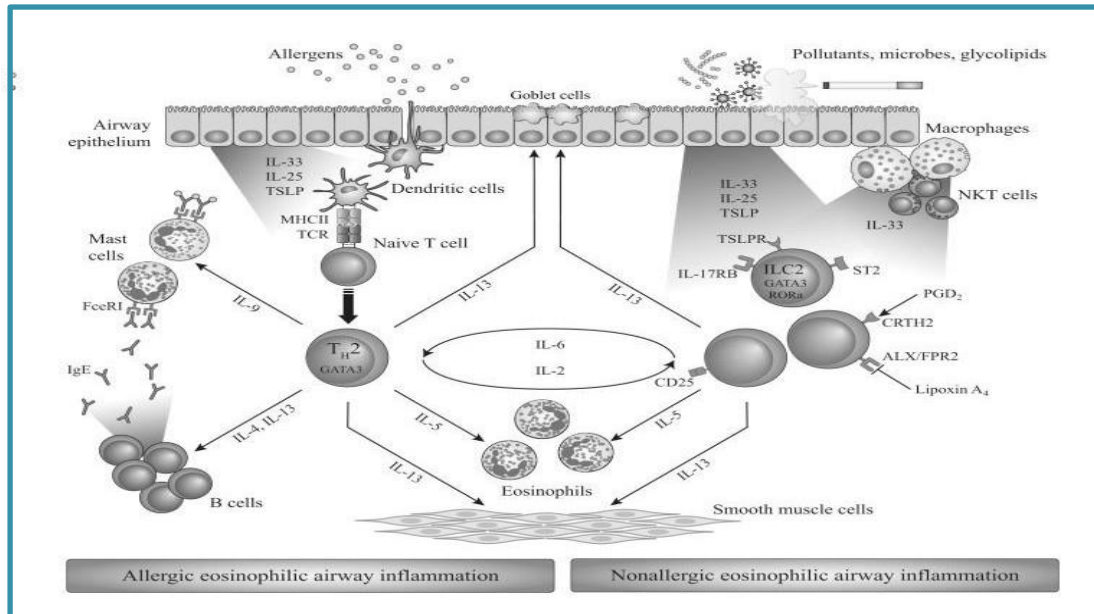 Allergens
Pollutants, microbes, glycolipids
Goblet cells
Airway
epithelium
Macrophages
IL-33
IL-25
TSLP
Dendritic cells
MHCII
TCR
Naive T cell
Mast
cells
FceRI
IL-9
IL-13
IL-13
IL-33
IL-25
TSLP
NKT cells
IL-33
TSLPR
IL-17RB
ILC2
GATA3
RORa
ST2
PGD2
CRTH2
ALX/FPR2
Lipoxin A4
TH2
GATA3
IL-6
IL-2
CD25
IgE
IL-4, IL-13
IL-5
IL-5
IL-13
IL-13
B cells
Eosinophils
Smooth muscle cells
Allergic eosinophilic airway inflammation
Nonallergic eosinophilic airway inflammation